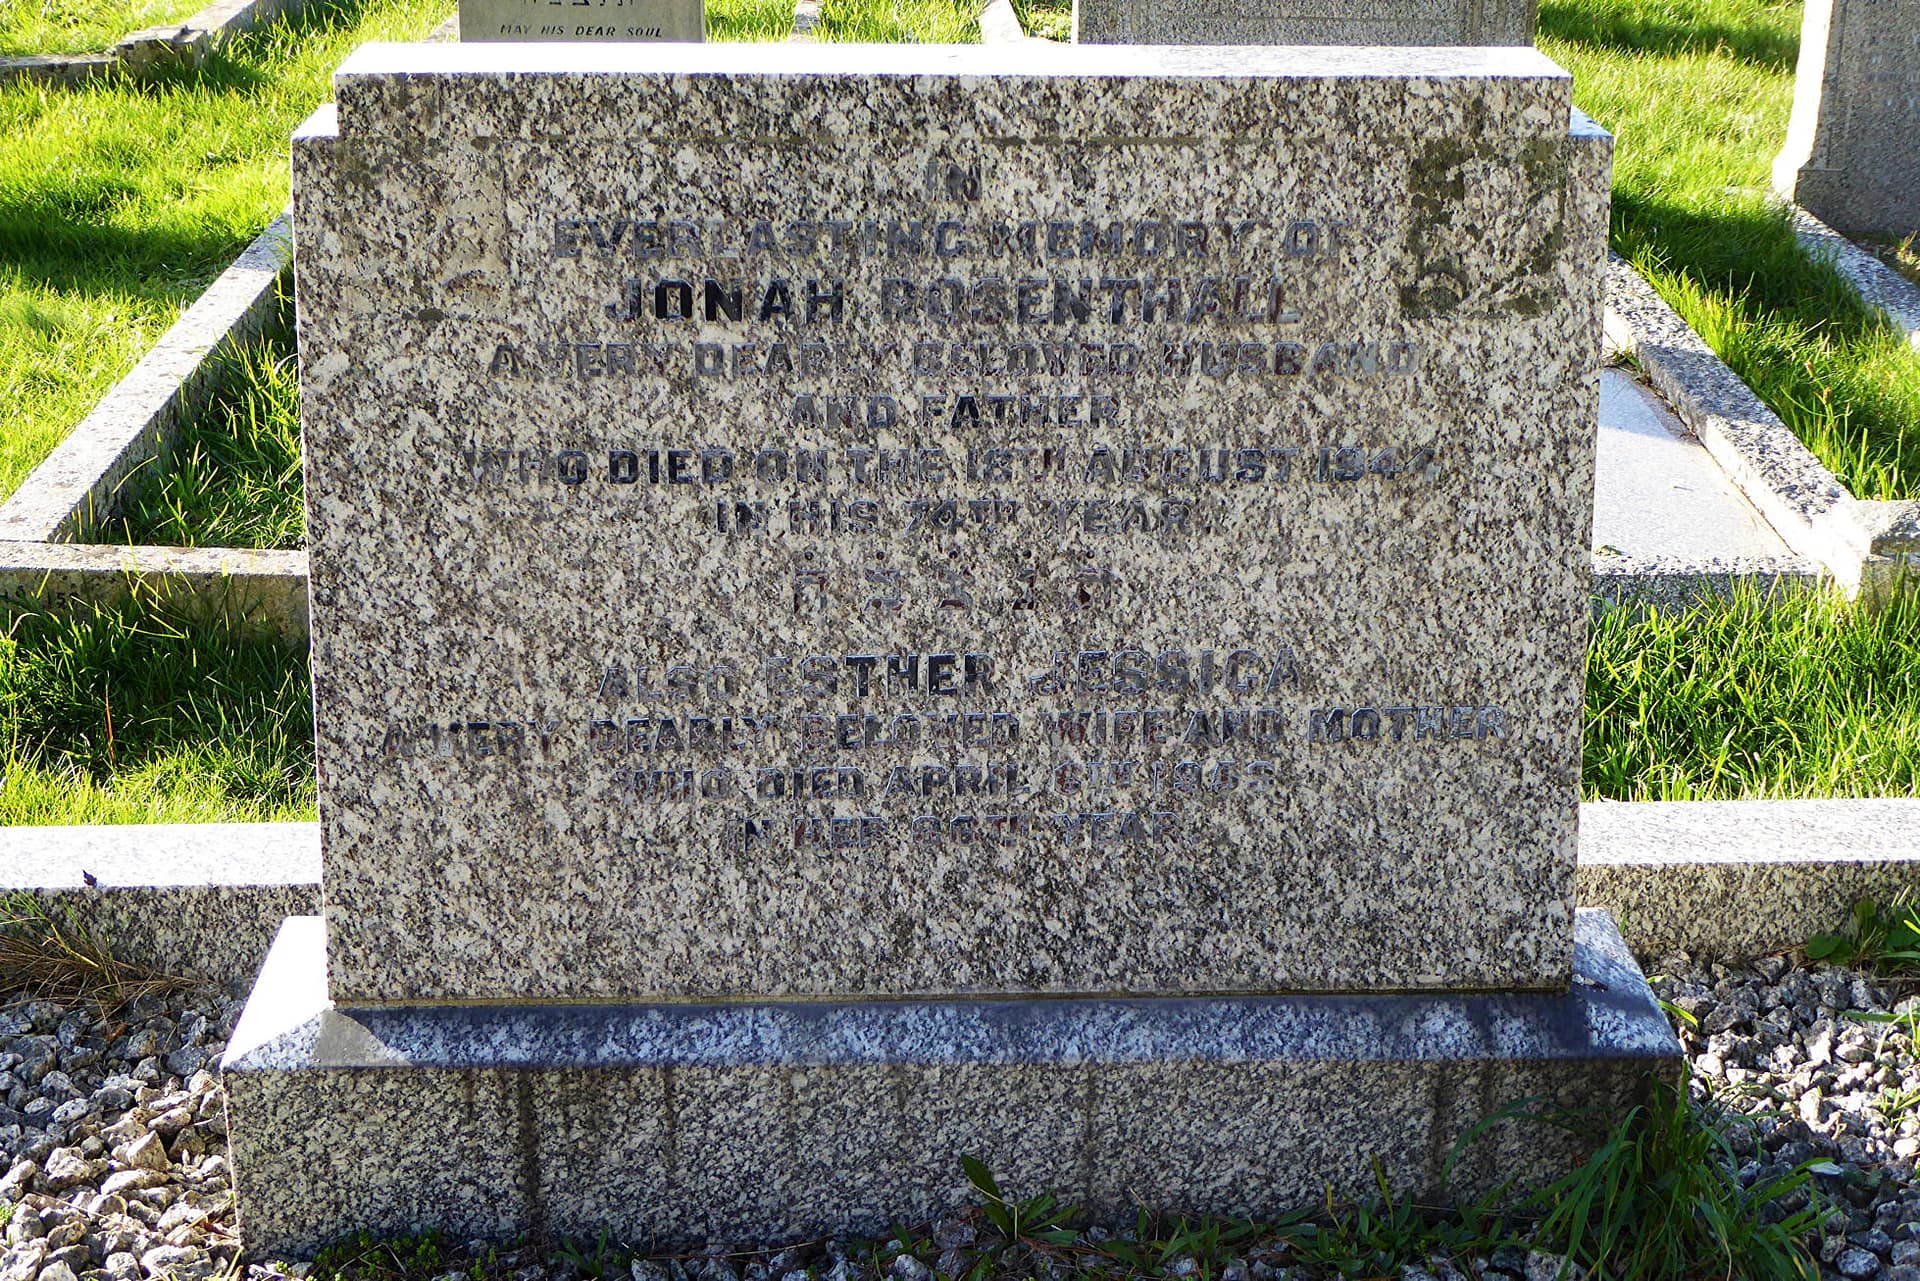 MAY HIS DEAR SOUL
IN
EVERLASTING MEMORY OF
JONAH ROSENTHALL
A VERY DEARLY BELOVED HUSBAND
AND FATHER
WHO DIED ON THE AUGUST 1944
IN HIS 74TH YEAR.
ת נ צ ב ה
ALSO ESTHER JESSICA
A VERY DEARLY BELOVED WIFE AND MOTHER
WHO DIED APRIL 6TH
IN HER 86TH YEAR